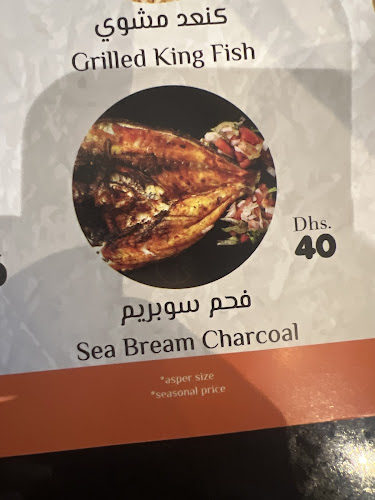 كنعد مشوي
Grilled King Fish
Dhs.
40
فحم سوبريم
Sea Bream Charcoal
*asper size
*seasonal price